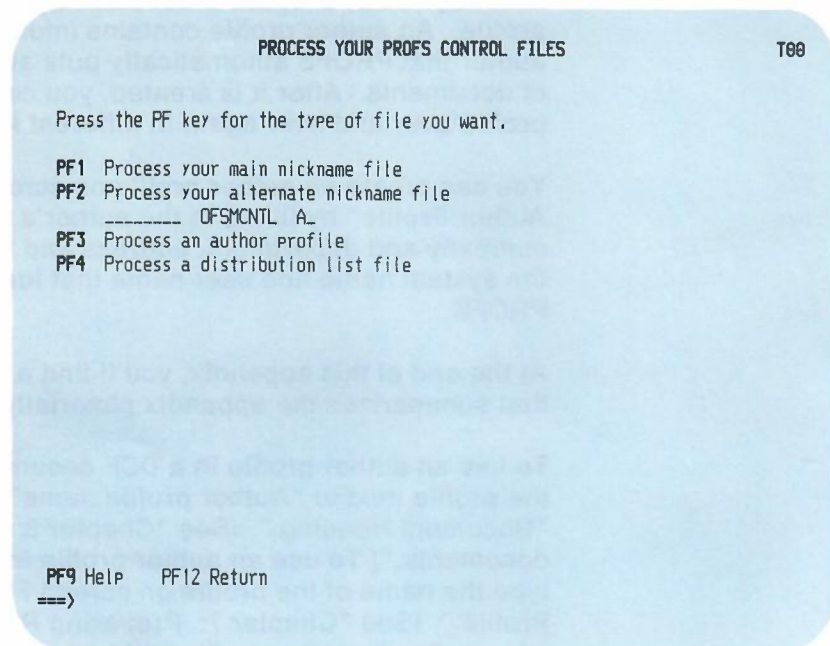 PROCESS YOUR PROFS CONTROL FILES T00
Press the PF key for the type of file you want.
PF1 Process your main nickname file
PF2 Process your alternate nickname file
________ OFSMCNTL A_
PF3 Process an author profile
PF4 Process a distribution list file
PF9 Help PF12 Return
===>